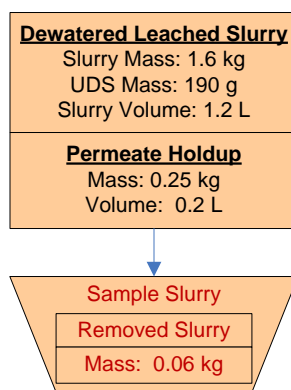 Dewatered Leached Slurry
Slurry Mass: 1.6 kg
UDS Mass: 190 g
Slurry Volume: 1.2 L
Permeate Holdup
Mass: 0.25 kg
Volume:  0.2 L
Sample Slurry
Removed Slurry
Mass:  0.06 kg